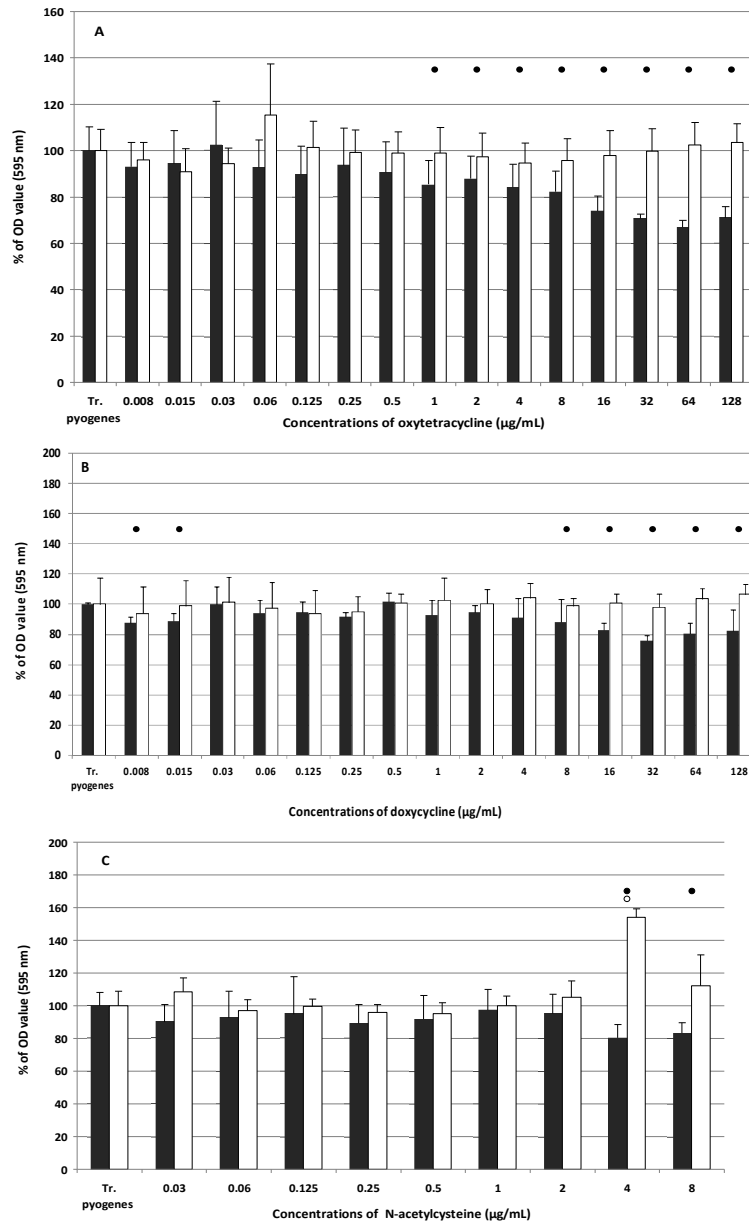 A
% of OD value (595 nm)
160
140
120
100
80
60
40
20
0
Tr. pyogenes 0.008 0.015 0.03 0.06 0.125 0.25 0.5 1 2 4 8 16 32 64 128
Concentrations of oxytetracycline (µg/mL)
B
% of OD value (595 nm)
200
180
160
140
120
100
80
60
40
20
0
Tr. pyogenes 0.008 0.015 0.03 0.06 0.125 0.25 0.5 1 2 4 8 16 32 64 128
Concentrations of doxycycline (µg/mL)
C
% of OD value (595 nm)
200
180
160
140
120
100
80
60
40
20
0
Tr. 0.03 0.06 0.125 0.25 0.5 1 2 4 8
pyogenes
Concentrations of N-acetylcysteine (µg/mL)